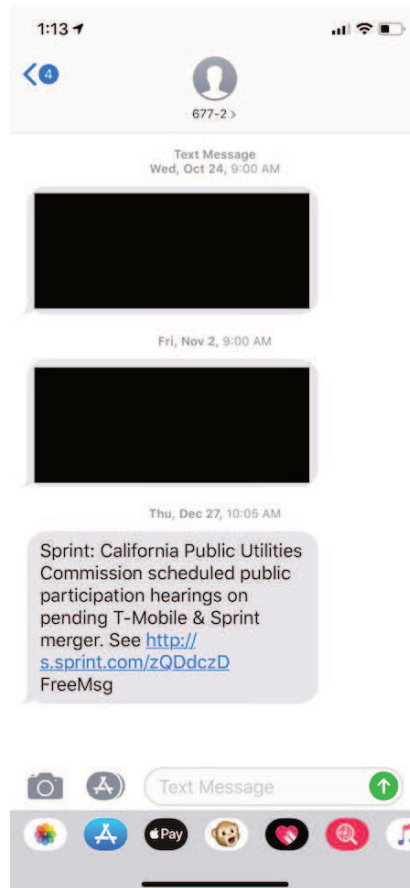 1:13
4
677-2 >
Text Message
Wed, Oct 24, 9:00 AM
Fri, Nov 2, 9:00 AM
Thu, Dec 27, 10:05 AM
Sprint: California Public Utilities
Commission scheduled public
participation hearings on
pending T-Mobile & Sprint
merger. See http://
s.sprint.com/zQDdczD
FreeMsg
Text Message
Pay